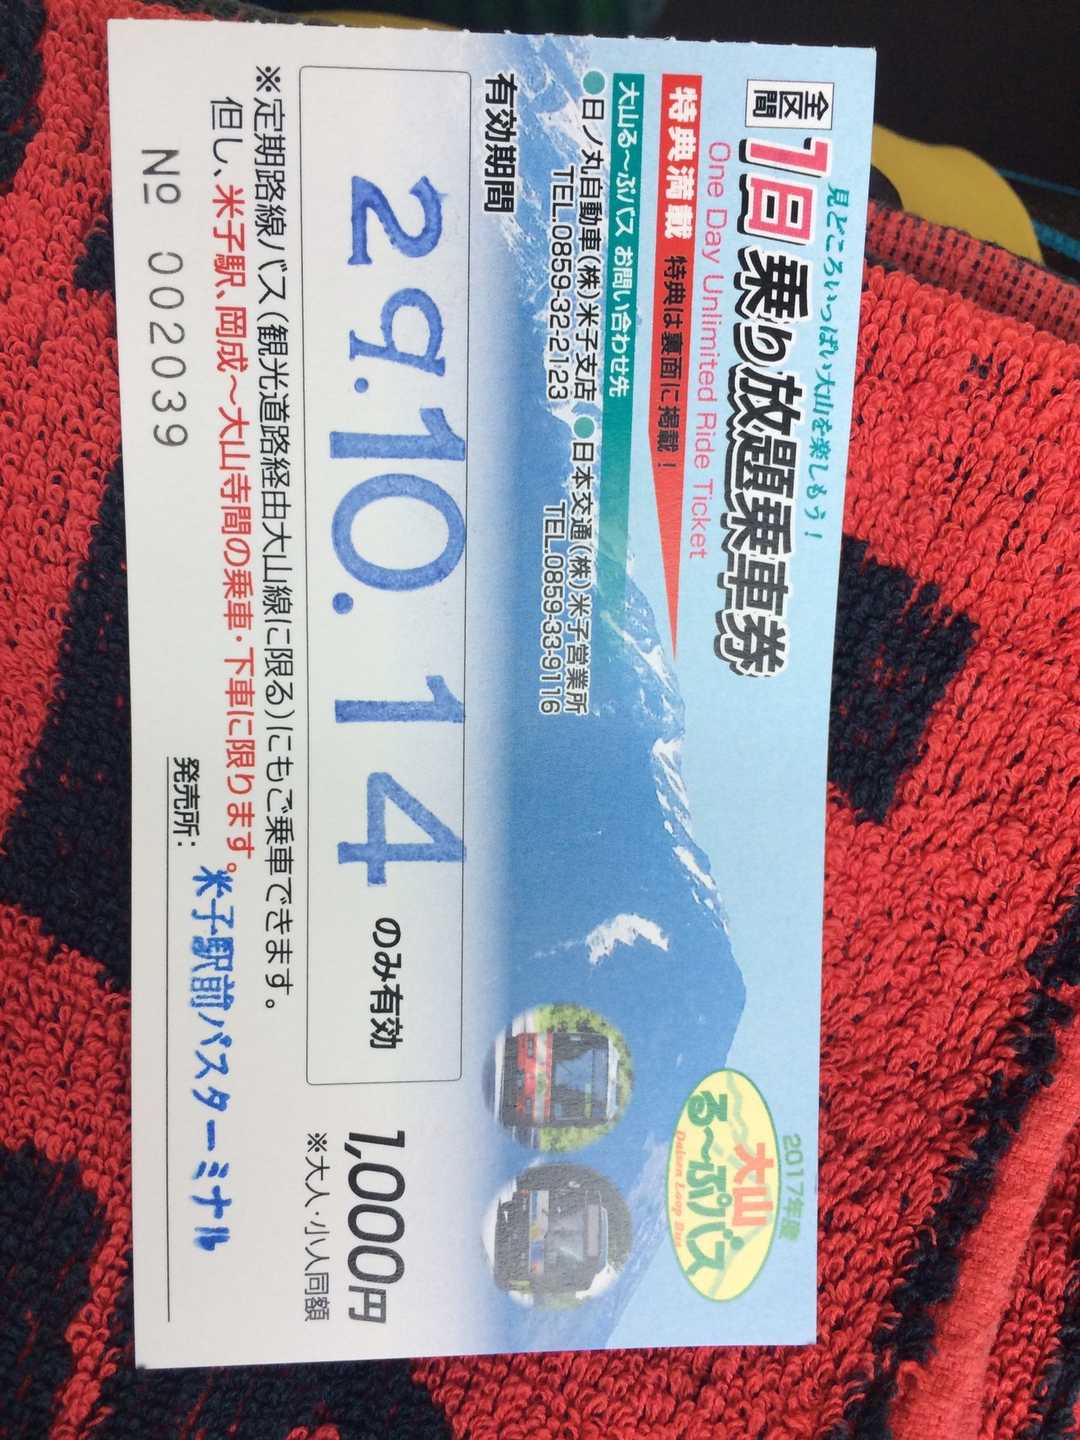 見どころいっぱい大山を楽しもう!
全区間 1日乗り放題乗車券
One Day Unlimited Ride Ticket
特典満載 特典は裏面に掲載!
大山る~ぷバス お問い合わせ先
●日ノ丸自動車(株)米子支店 ●日本交通(株)米子営業所
TEL.0859-32-2123 TEL.0859-33-9116
2017年度
大山
る~ぷバス
Daisen Loop Bus
有効期間
29.10.14 のみ有効
1,000円
※大人・小人同額
※定期路線バス(観光道路経由大山線に限る)にもご乗車できます。
但し、米子駅、岡成~大山寺間の乗車・下車に限ります。
発売所: 米子駅前バスターミナル
No 002039